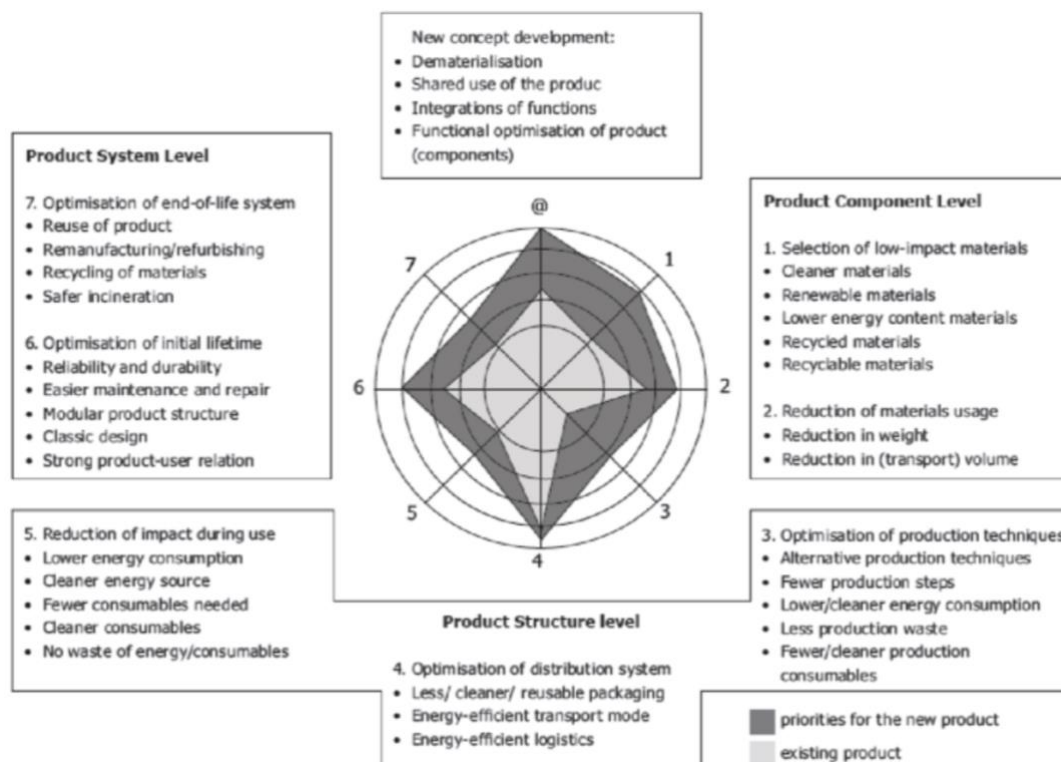 New concept development:
• Dematerialisation
• Shared use of the produc
• Integrations of functions
• Functional optimisation of product
(components)
Product System Level
7. Optimisation of end-of-life system
• Reuse of product
• Remanufacturing/refurbishing
• Recycling of materials
• Safer incineration
6. Optimisation of initial lifetime
• Reliability and durability
• Easier maintenance and repair
• Modular product structure
• Classic design
• Strong product-user relation
@
1
2
3
4
5
6
7
Product Component Level
1. Selection of low-impact materials
• Cleaner materials
• Renewable materials
• Lower energy content materials
• Recycled materials
• Recyclable materials
2. Reduction of materials usage
• Reduction in weight
• Reduction in (transport) volume
5. Reduction of impact during use
• Lower energy consumption
• Cleaner energy source
• Fewer consumables needed
• Cleaner consumables
• No waste of energy/consumables
Product Structure level
4. Optimisation of distribution system
• Less/ cleaner/ reusable packaging
• Energy-efficient transport mode
• Energy-efficient logistics
3. Optimisation of production techniques
• Alternative production techniques
• Fewer production steps
• Lower/cleaner energy consumption
• Less production waste
• Fewer/cleaner production
consumables
priorities for the new product
existing product